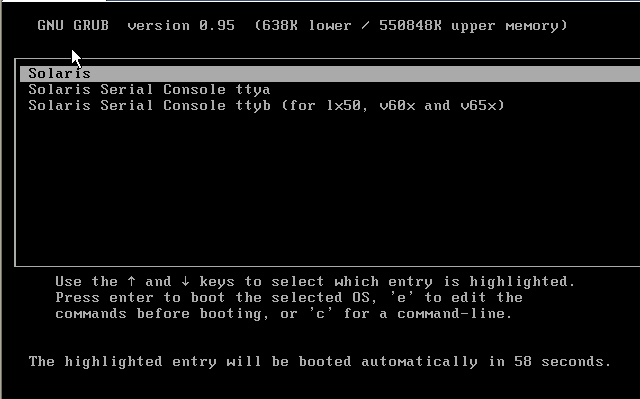 GNU GRUB  version 0.95  (638K lower / 550848K upper memory)
Solaris
Solaris Serial Console ttya
Solaris Serial Console ttyb (for lx50, v60x and v65x)
Use the ↑ and ↓ keys to select which entry is highlighted.
Press enter to boot the selected OS, 'e' to edit the
commands before booting, or 'c' for a command-line.
The highlighted entry will be booted automatically in 58 seconds.